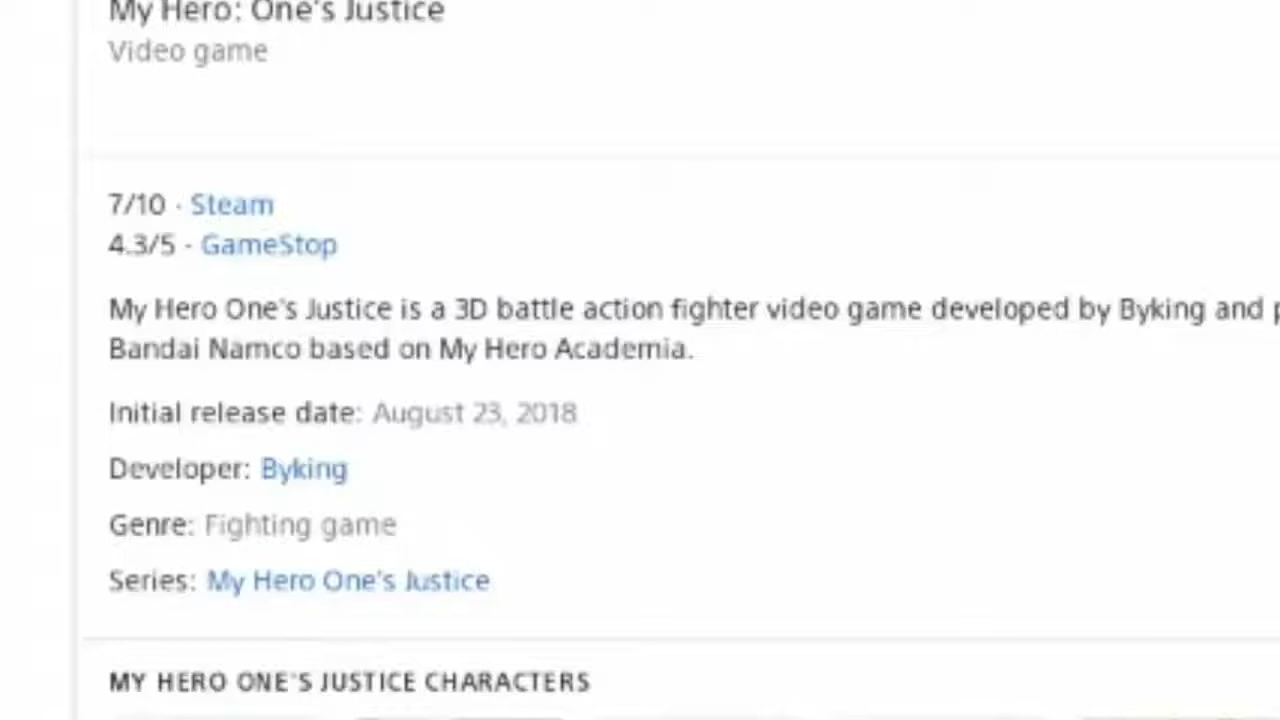 My Hero: One's Justice
Video game
7/10 · Steam
4.3/5 · GameStop
My Hero One's Justice is a 3D battle action fighter video game developed by Byking and
Bandai Namco based on My Hero Academia.
Initial release date: August 23, 2018
Developer: Byking
Genre: Fighting game
Series: My Hero One's Justice
MY HERO ONE'S JUSTICE CHARACTERS